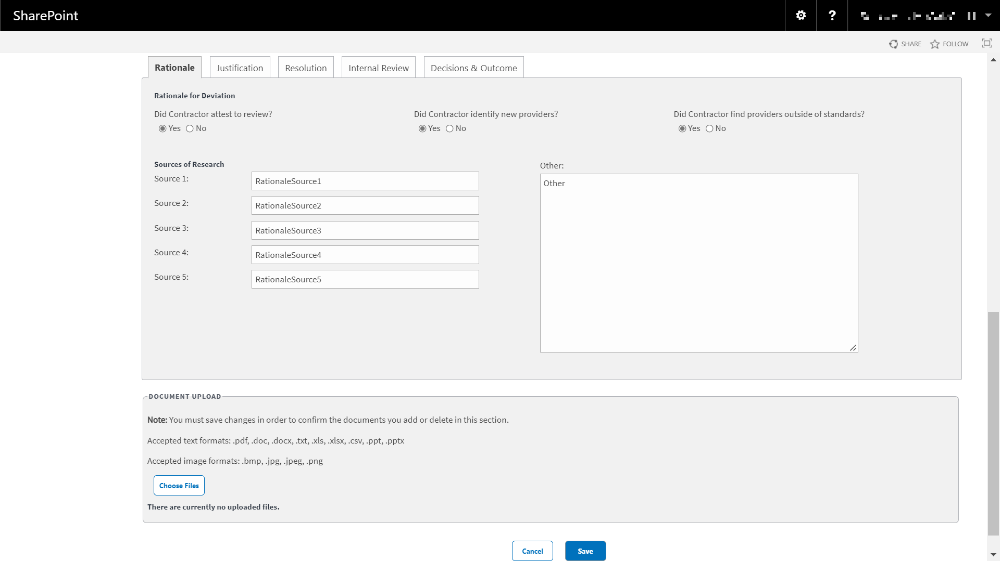 SharePoint
?
SHARE
FOLLOW
Rationale
Justification
Resolution
Internal Review
Decisions & Outcome
Rationale for Deviation
Did Contractor attest to review?
Yes No
Did Contractor identify new providers?
Yes No
Did Contractor find providers outside of standards?
Yes No
Sources of Research
Source 1: RationaleSource1
Source 2: RationaleSource2
Source 3: RationaleSource3
Source 4: RationaleSource4
Source 5: RationaleSource5
Other:
Other
DOCUMENT UPLOAD
Note: You must save changes in order to confirm the documents you add or delete in this section.
Accepted text formats: .pdf, .doc, .docx, .txt, .xls, .xlsx, .csv, .ppt, .pptx
Accepted image formats: .bmp, .jpg, .jpeg, .png
Choose Files
There are currently no uploaded files.
Cancel
Save